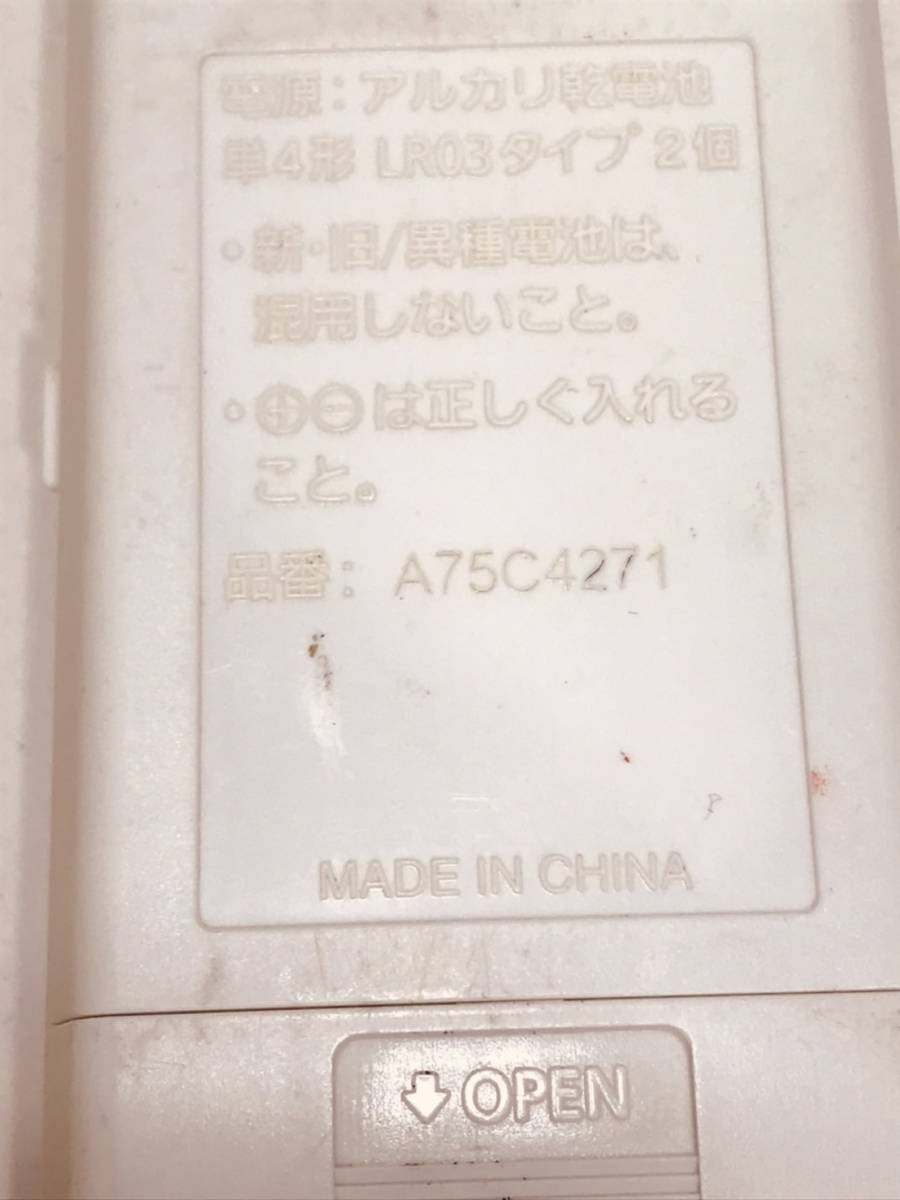 電源：アルカリ乾電池
単4形 LR03タイプ 2個
・新・旧/異種電池は、
混用しないこと。
・⊕⊖は正しく入れる
こと。
品番： A75C4271
MADE IN CHINA
⇩OPEN